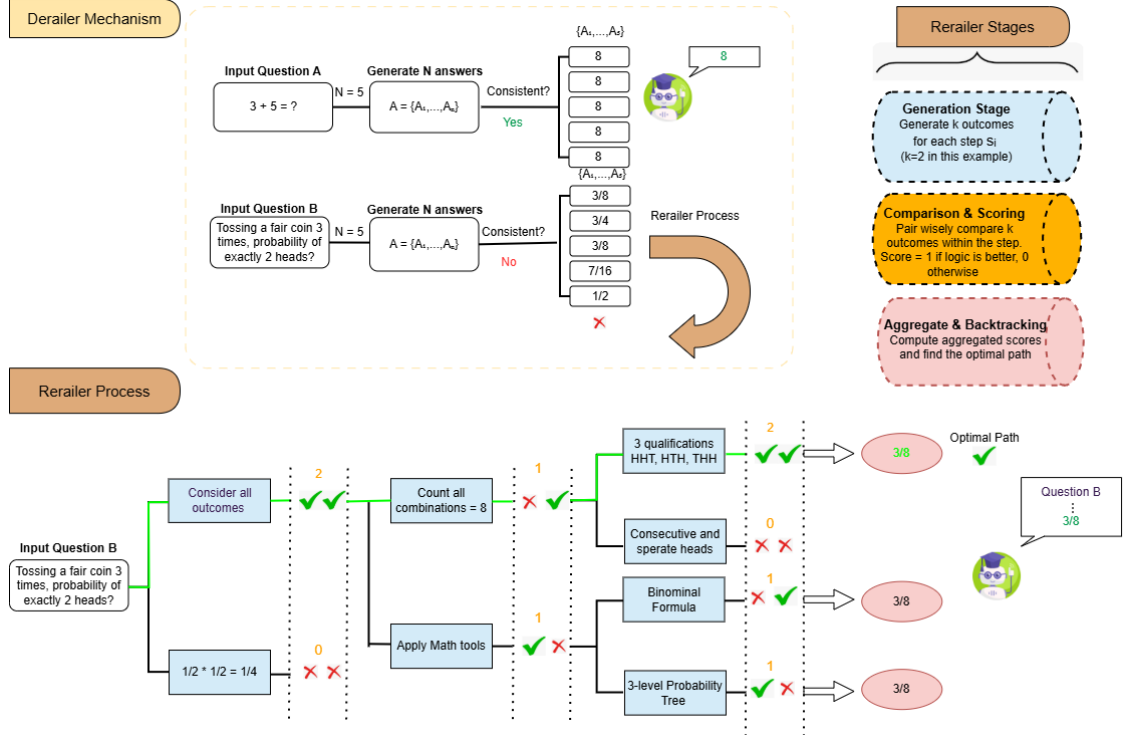 Derailer Mechanism
Input Question A
3 + 5 = ?
N = 5
Generate N answers
A = {A₁,...,Aₙ}
Consistent?
Yes
{A₁,...,A₅}
8
8
8
8
8
8
Input Question B
Tossing a fair coin 3
times, probability of
exactly 2 heads?
N = 5
Generate N answers
A = {A₁,...,Aₙ}
Consistent?
No
{A₁,...,A₅}
3/8
3/4
3/8
7/16
1/2
Rerailer Process
Rerailer Stages
Generation Stage
Generate k outcomes
for each step Sᵢ
(k=2 in this example)
Comparison & Scoring
Pair wisely compare k
outcomes within the step.
Score = 1 if logic is better, 0
otherwise
Aggregate & Backtracking
Compute aggregated scores
and find the optimal path
Rerailer Process
Input Question B
Tossing a fair coin 3
times, probability of
exactly 2 heads?
Consider all
outcomes
2
1/2 * 1/2 = 1/4
0
Count all
combinations = 8
1
Apply Math tools
1
3 qualifications
HHT, HTH, THH
2
Consecutive and
sperate heads
0
Binominal
Formula
1
3-level Probability
Tree
1
3/8
3/8
3/8
Optimal Path
Question B
⋮
3/8